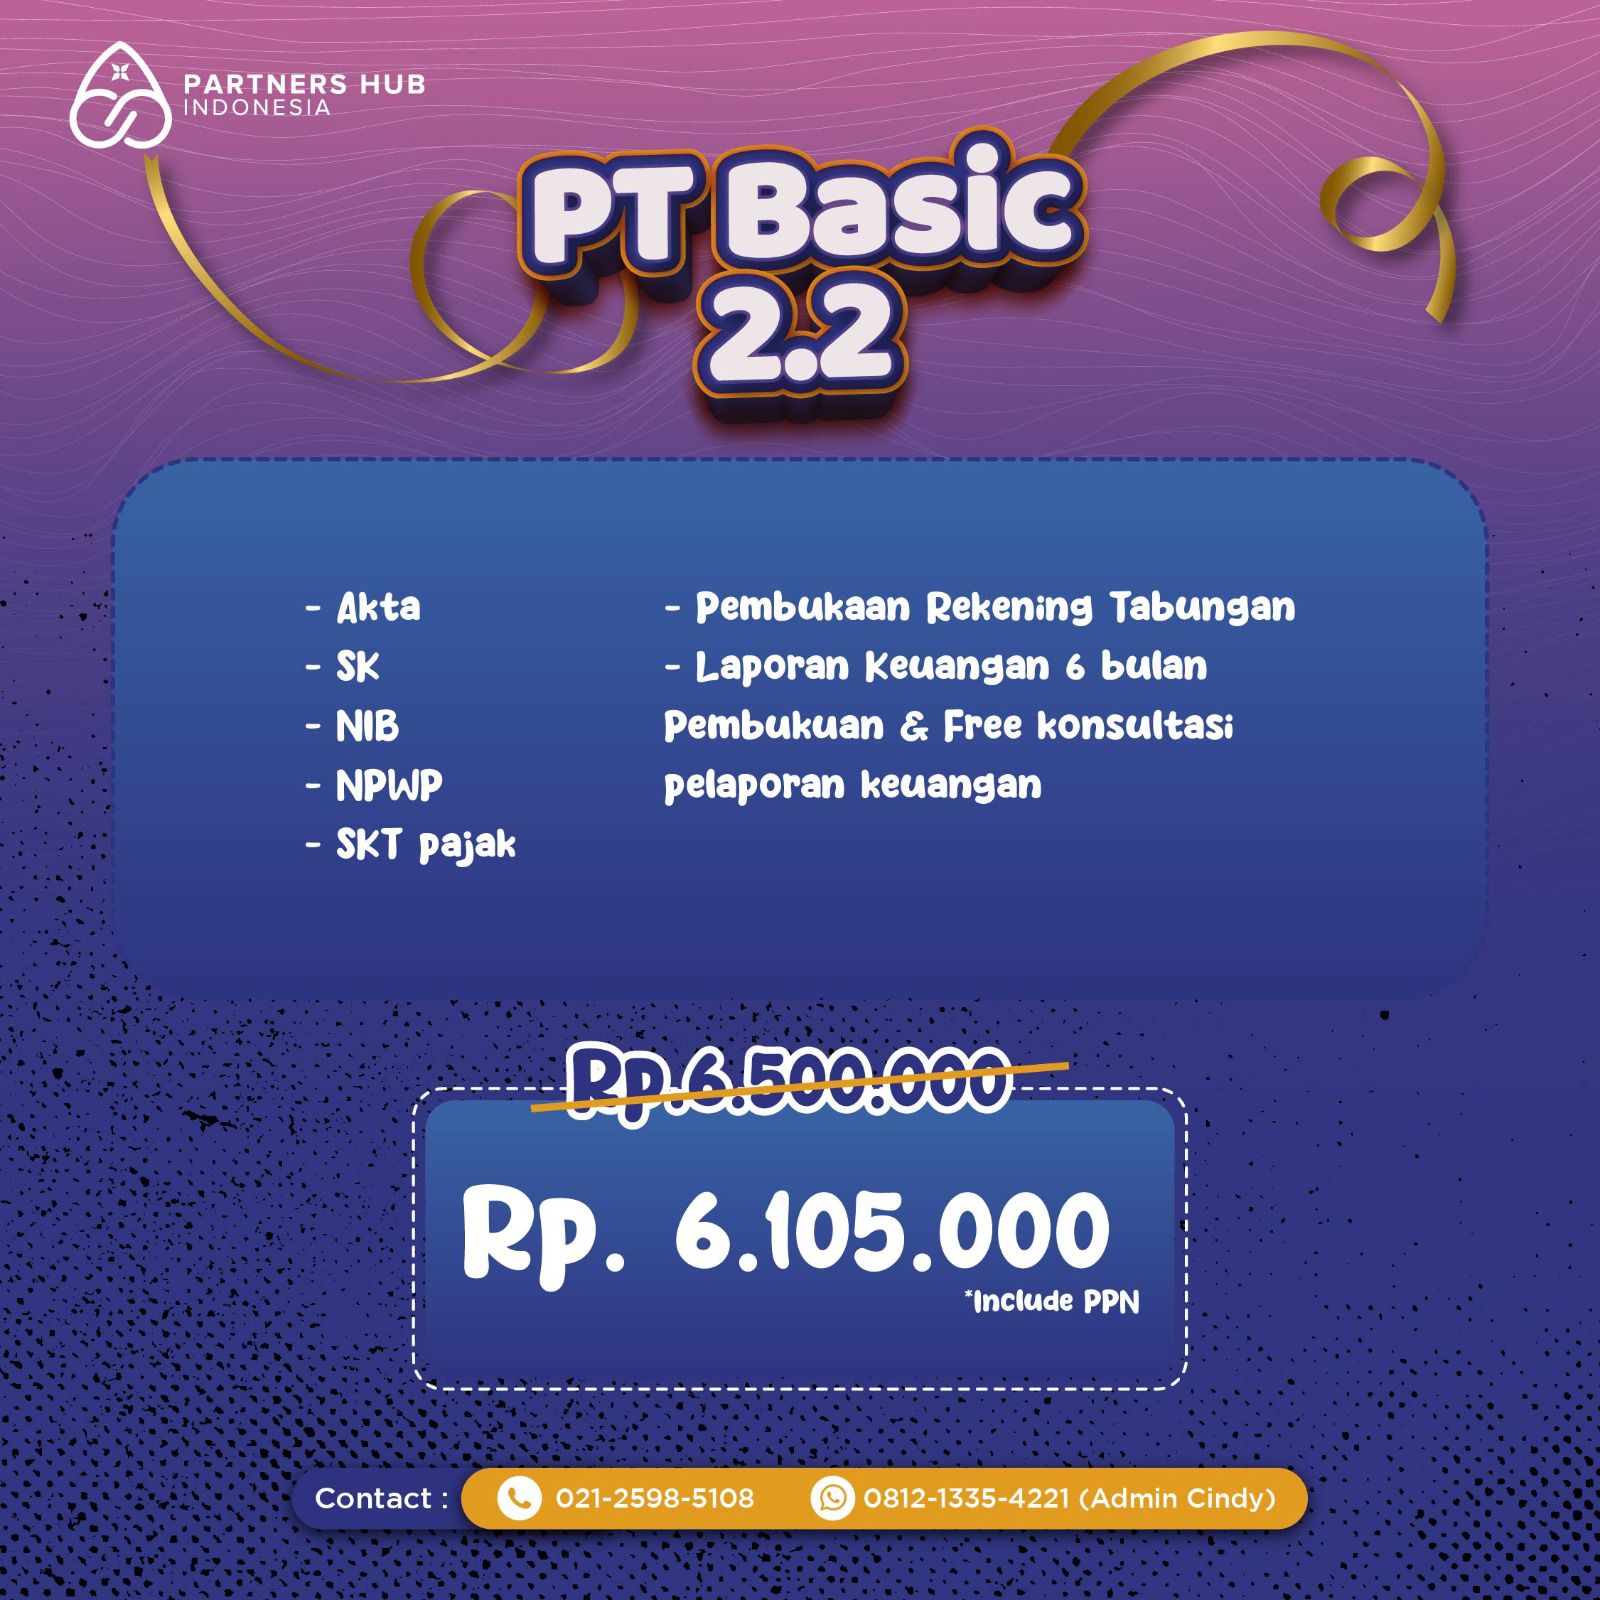 PARTNERS HUB
INDONESIA
PT Basic
2.2
- Akta
- SK
- NIB
- NPWP
- SKT pajak
- Pembukaan Rekening Tabungan
- Laporan Keuangan 6 bulan
Pembukuan & Free konsultasi
pelaporan keuangan
Rp.6.500.000
Rp. 6.105.000
*Include PPN
Contact : 021-2598-5108 0812-1335-4221 (Admin Cindy)